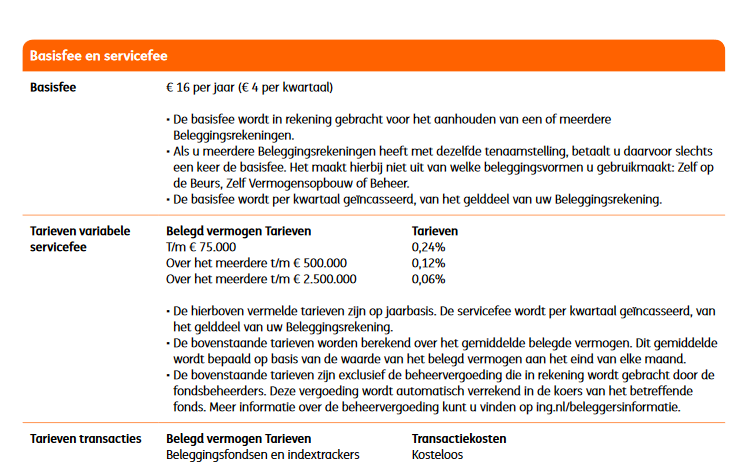 Basisfee en servicefee
Basisfee
€ 16 per jaar (€ 4 per kwartaal)
• De basisfee wordt in rekening gebracht voor het aanhouden van een of meerdere
Beleggingsrekeningen.
• Als u meerdere Beleggingsrekeningen heeft met dezelfde tenaamstelling, betaalt u daarvoor slechts
een keer de basisfee. Het maakt hierbij niet uit van welke beleggingsvormen u gebruikmaakt: Zelf op
de Beurs, Zelf Vermogensopbouw of Beheer.
• De basisfee wordt per kwartaal geïncasseerd, van het gelddeel van uw Beleggingsrekening.
Tarieven variabele
servicefee
Belegd vermogen Tarieven Tarieven
T/m € 75.000 0,24%
Over het meerdere t/m € 500.000 0,12%
Over het meerdere t/m € 2.500.000 0,06%
• De hierboven vermelde tarieven zijn op jaarbasis. De servicefee wordt per kwartaal geïncasseerd, van
het gelddeel van uw Beleggingsrekening.
• De bovenstaande tarieven worden berekend over het gemiddelde belegde vermogen. Dit gemiddelde
wordt bepaald op basis van de waarde van het belegd vermogen aan het eind van elke maand.
• De bovenstaande tarieven zijn exclusief de beheervergoeding die in rekening wordt gebracht door de
fondsbeheerders. Deze vergoeding wordt automatisch verrekend in de koers van het betreffende
fonds. Meer informatie over de beheervergoeding kunt u vinden op ing.nl/beleggersinformatie.
Tarieven transacties
Belegd vermogen Tarieven Transactiekosten
Beleggingsfondsen en indextrackers Kosteloos